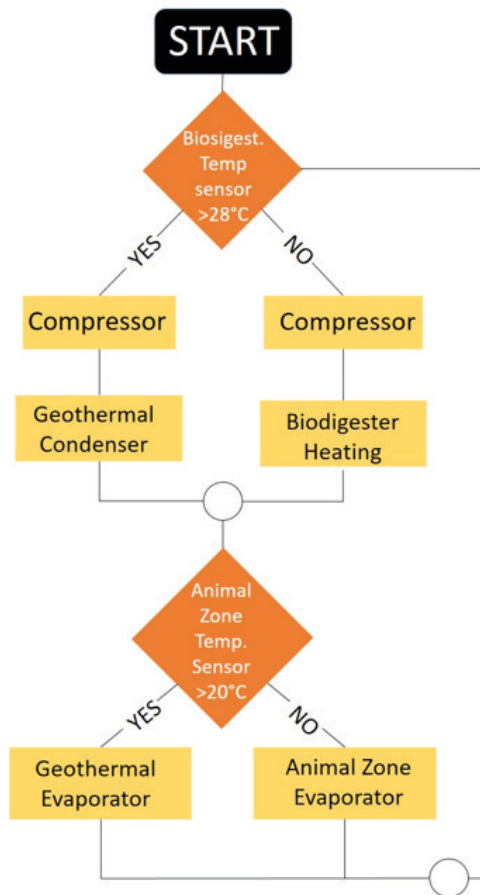 START
Biosigest.
Temp
sensor
>28°C
YES
NO
Compressor
Compressor
Geothermal
Condenser
Biodigester
Heating
Animal
Zone
Temp.
Sensor
>20°C
YES
NO
Geothermal
Evaporator
Animal Zone
Evaporator